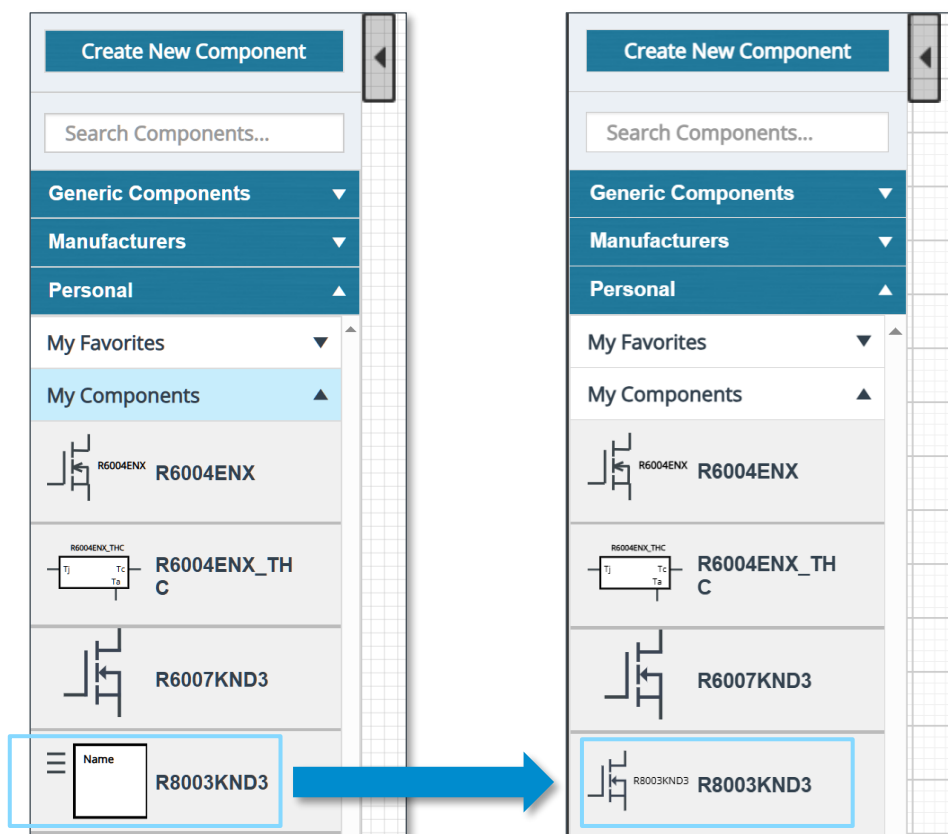 Create New Component
Search Components...
Generic Components
Manufacturers
Personal
My Favorites
My Components
R6004ENX
R6004ENX
R6004ENX_THC
Tj
Tc
Ta
R6004ENX_TH
C
R6007KND3
Name
R8003KND3
Create New Component
Search Components...
Generic Components
Manufacturers
Personal
My Favorites
My Components
R6004ENX
R6004ENX
R6004ENX_THC
Tj
Tc
Ta
R6004ENX_TH
C
R6007KND3
R8003KND3
R8003KND3